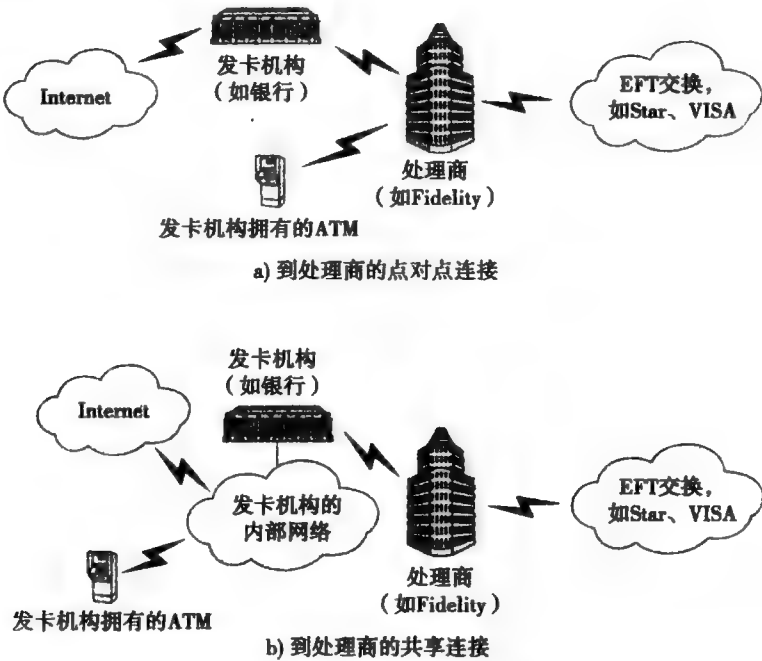 Internet
发卡机构
（如银行）
EFT交换，
如Star、VISA
处理商
（如Fidelity）
发卡机构拥有的ATM
a) 到处理商的点对点连接
发卡机构
（如银行）
Internet
发卡机构的
内部网络
EFT交换，
如Star、VISA
处理商
（如Fidelity）
发卡机构拥有的ATM
b) 到处理商的共享连接